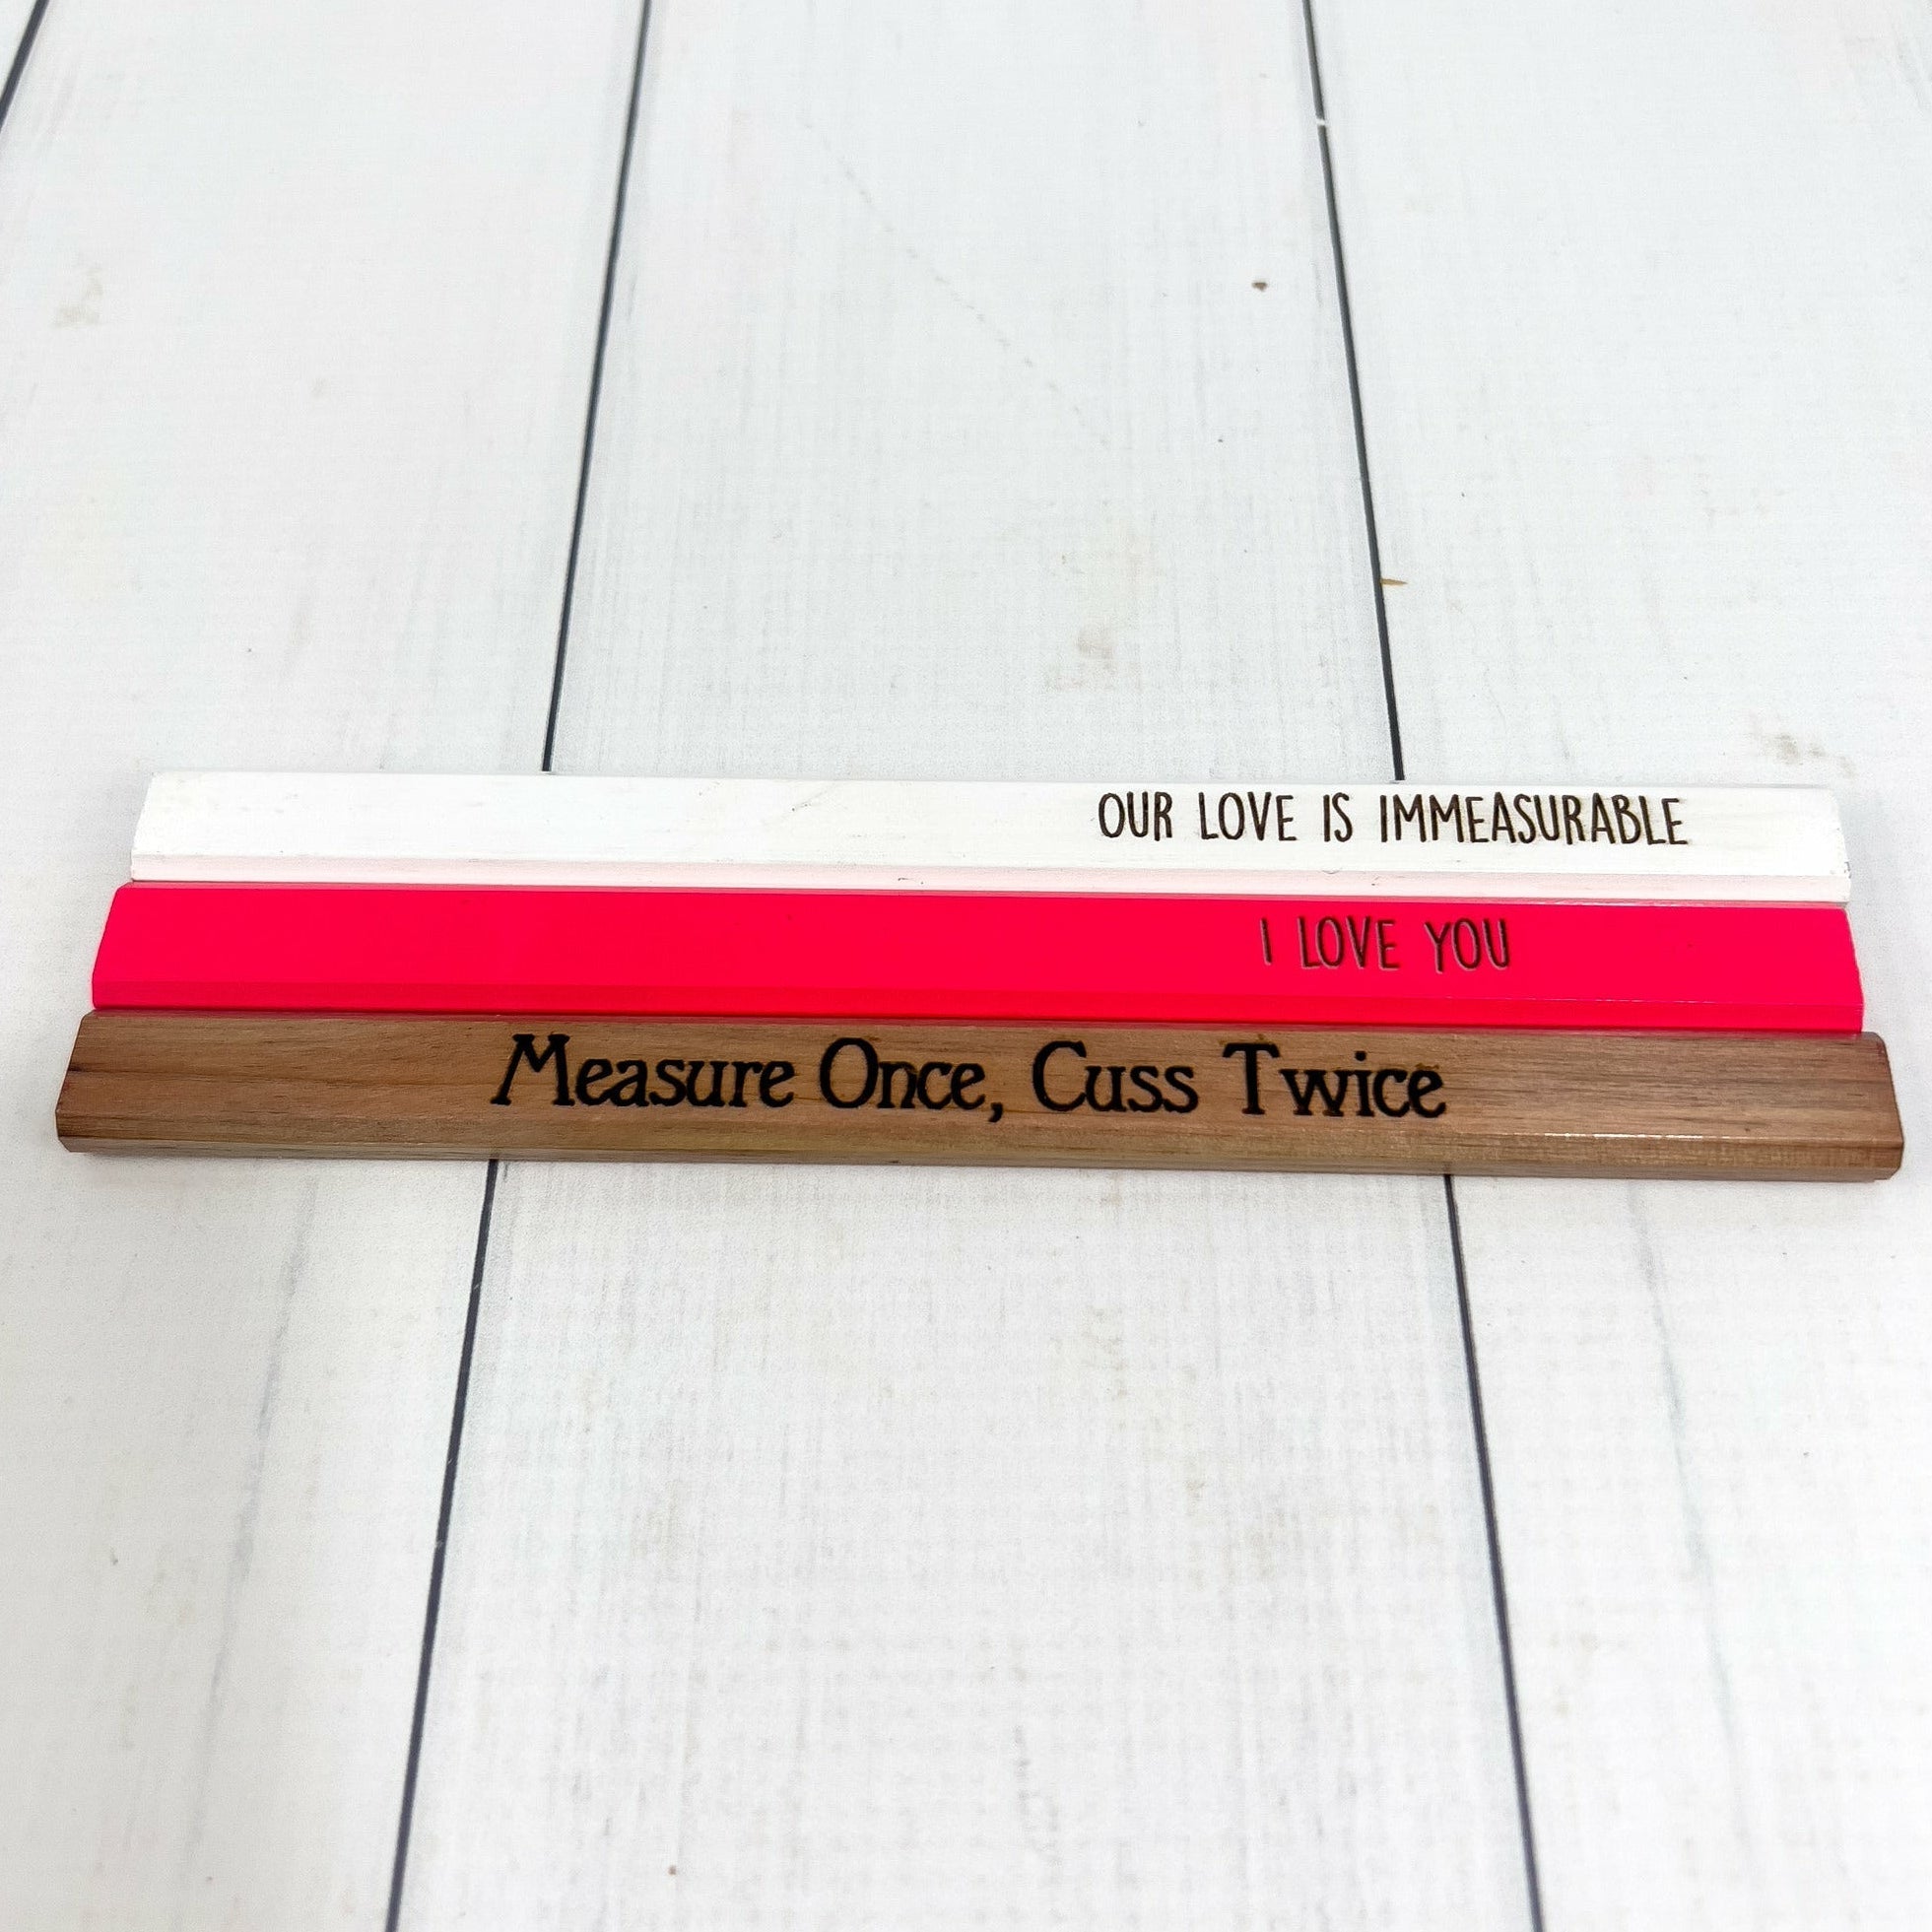 OUR LOVE IS IMMEASURABLE
I LOVE YOU
Measure Once, Cuss Twice